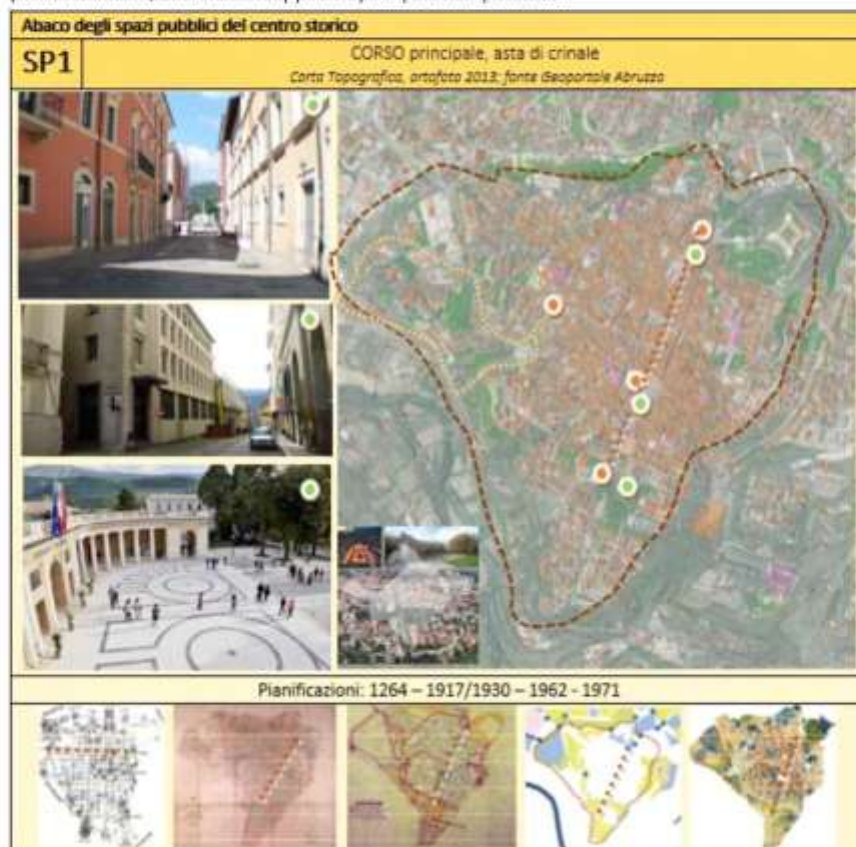 Abaco degli spazi pubblici del centro storico
SP1
CORSO principale, asta di crinale
Carta Topografica, ortofoto 2013; fonte Geoportale Abruzzo
Pianificazioni: 1264 – 1917/1930 – 1962 - 1971